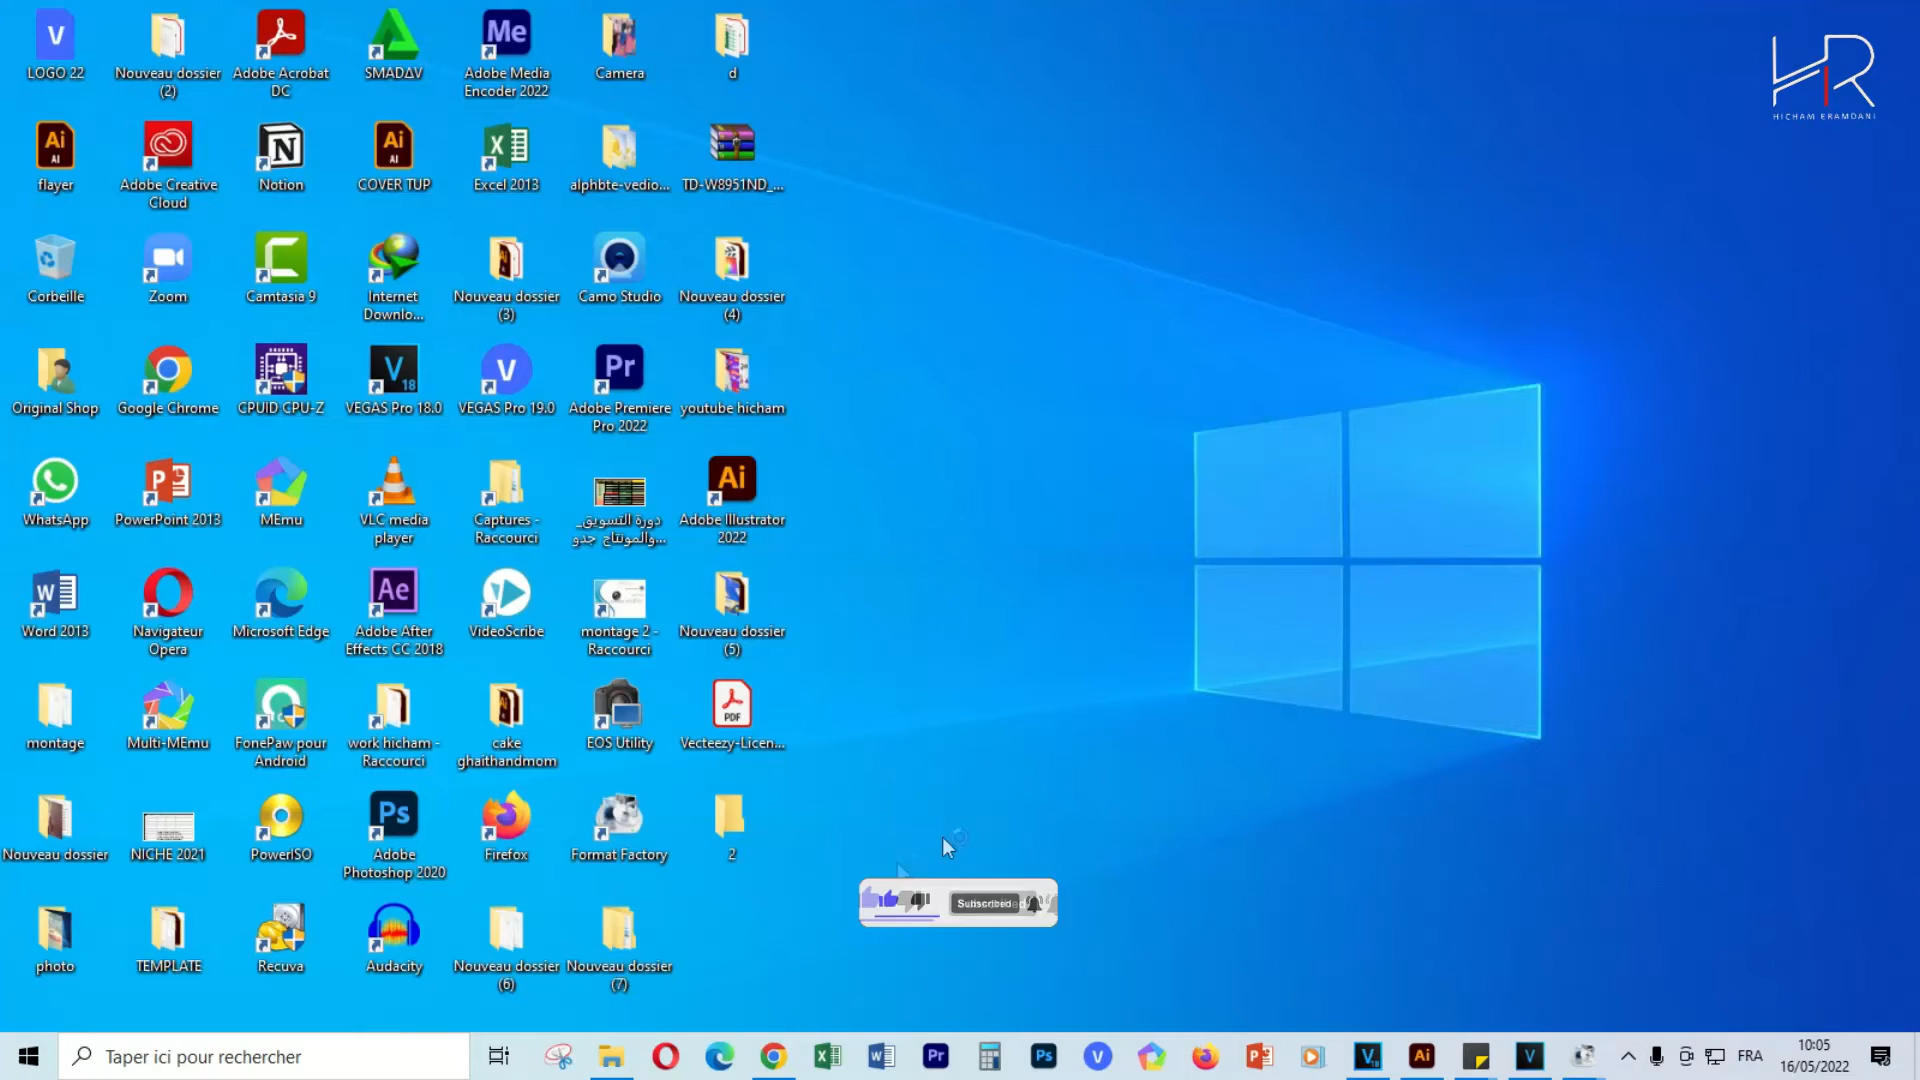 LOGO 22
Nouveau dossier
(2)
Adobe Acrobat
DC
SMADΔV
Adobe Media
Encoder 2022
Camera
d
HICHAM ERAMDANI
flayer
Adobe Creative
Cloud
Notion
COVER TUP
Excel 2013
alphbte-vedio...
TD-W8951ND_...
Corbeille
Zoom
Camtasia 9
Internet
Downlo...
Nouveau dossier
(3)
Camo Studio
Nouveau dossier
(4)
Original Shop
Google Chrome
CPUID CPU-Z
VEGAS Pro 18.0
VEGAS Pro 19.0
Adobe Premiere
Pro 2022
youtube hicham
WhatsApp
PowerPoint 2013
MEmu
VLC media
player
Captures -
Raccourci
دورة التسويق_
والمونتاج جدو...
Adobe Illustrator
2022
Word 2013
Navigateur
Opera
Microsoft Edge
Adobe After
Effects CC 2018
VideoScribe
montage 2 -
Raccourci
Nouveau dossier
(5)
montage
Multi-MEmu
FonePaw pour
Android
work hicham -
Raccourci
cake
ghaithandmom
EOS Utility
PDF
Vecteezy-Licen...
Nouveau dossier
NICHE 2021
PowerISO
Adobe
Photoshop 2020
Firefox
Format Factory
2
Subscribed
photo
TEMPLATE
Recuva
Audacity
Nouveau dossier
(6)
Nouveau dossier
(7)
Taper ici pour rechercher
FRA
10:05
16/05/2022